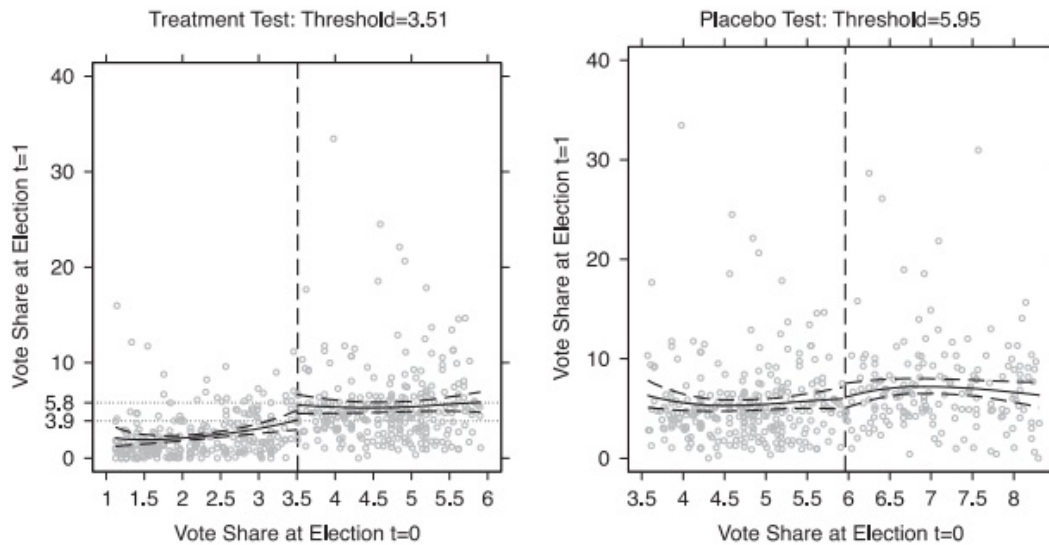 Treatment Test: Threshold=3.51
40
30
20
10
5.8
3.9
0
Vote Share at Election t=1
1 1.5 2 2.5 3 3.5 4 4.5 5 5.5 6
Vote Share at Election t=0
Placebo Test: Threshold=5.95
40
30
20
10
0
Vote Share at Election t=1
3.5 4 4.5 5 5.5 6 6.5 7 7.5 8
Vote Share at Election t=0